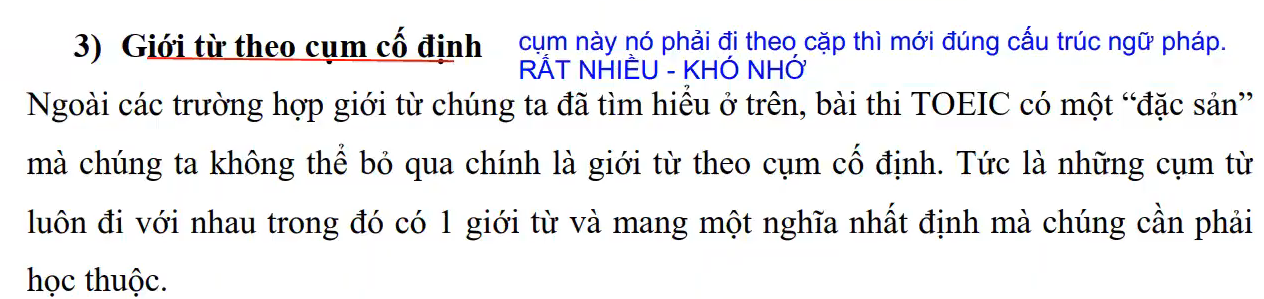 3) Giới từ theo cụm cố định cụm này nó phải đi theo cặp thì mới đúng cấu trúc ngữ pháp.
RẤT NHIỀU - KHÓ NHỚ
Ngoài các trường hợp giới từ chúng ta đã tìm hiểu ở trên, bài thi TOEIC có một “đặc sản”
mà chúng ta không thể bỏ qua chính là giới từ theo cụm cố định. Tức là những cụm từ
luôn đi với nhau trong đó có 1 giới từ và mang một nghĩa nhất định mà chúng cần phải
học thuộc.